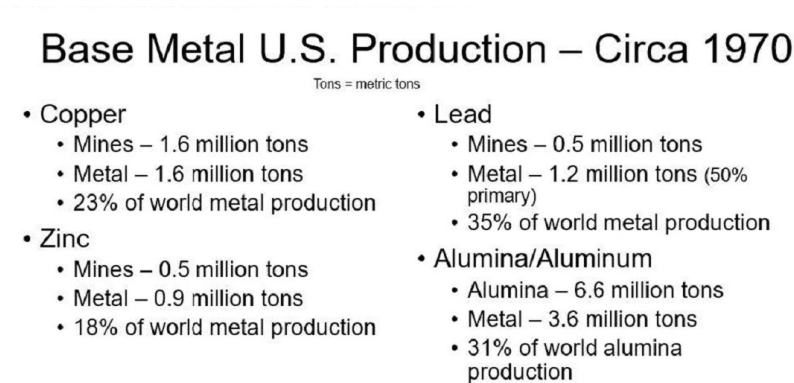 Base Metal U.S. Production – Circa 1970
Tons = metric tons
• Copper
• Mines – 1.6 million tons
• Metal – 1.6 million tons
• 23% of world metal production
• Zinc
• Mines – 0.5 million tons
• Metal – 0.9 million tons
• 18% of world metal production
• Lead
• Mines – 0.5 million tons
• Metal – 1.2 million tons (50%
primary)
• 35% of world metal production
• Alumina/Aluminum
• Alumina – 6.6 million tons
• Metal – 3.6 million tons
• 31% of world alumina
production